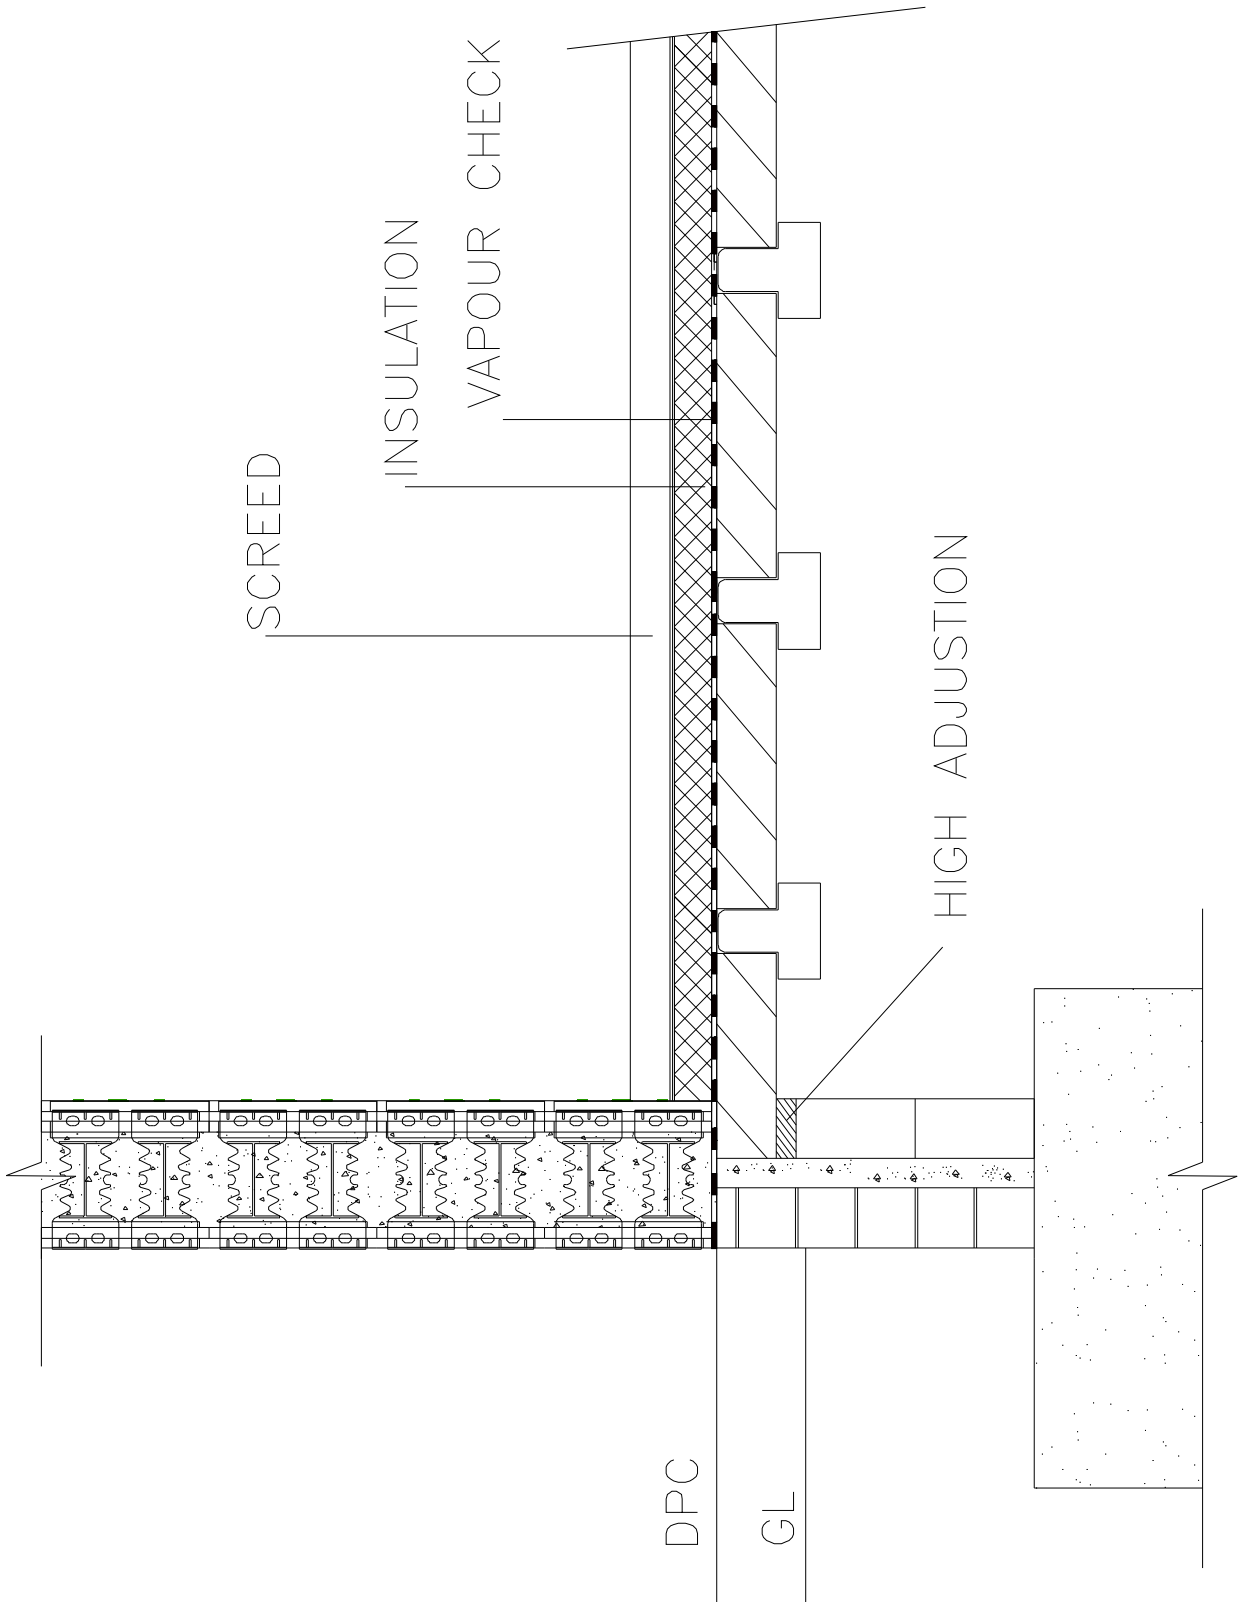 SCREED
INSULATION
VAPOUR CHECK
HIGH ADJUSTION
DPC
GL